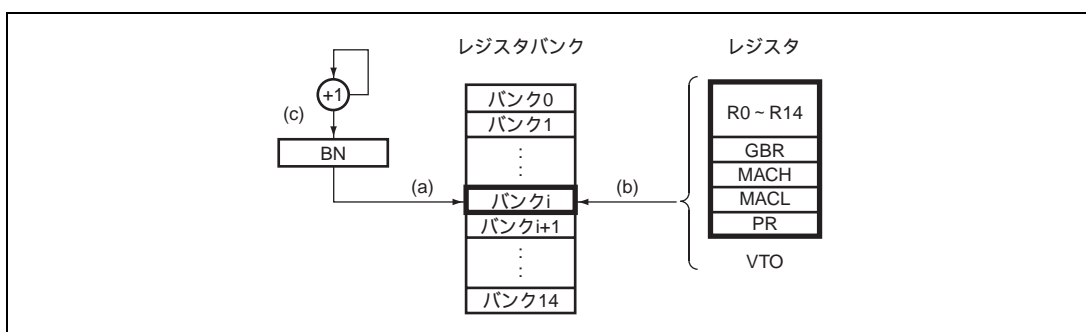 レジスタバンク
レジスタ
+1
(c)
BN
(a)
バンク0
バンク1
:
:
バンクi
バンクi+1
:
:
バンク14
(b)
R0 ~ R14
GBR
MACH
MACL
PR
VTO